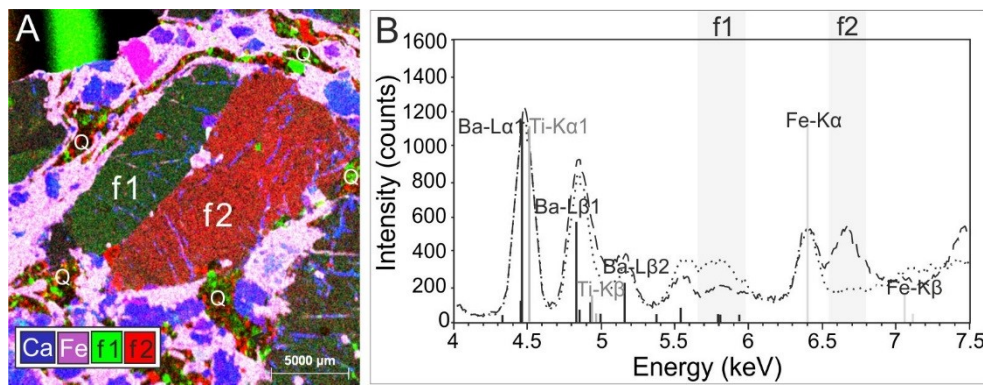 A
Q
Q
f1
Q
f2
Q
Q
Ca Fe f1 f2
5000 µm
B
f1 f2
1600
1400
1200
1000
800
600
400
200
0
Intensity (counts)
Ba-Lα1
Ti-Kα1
Ba-Lβ1
Ba-Lβ2
Ti-Kβ
Fe-Kα
Fe-Kβ
4 4.5 5 5.5 6 6.5 7 7.5
Energy (keV)